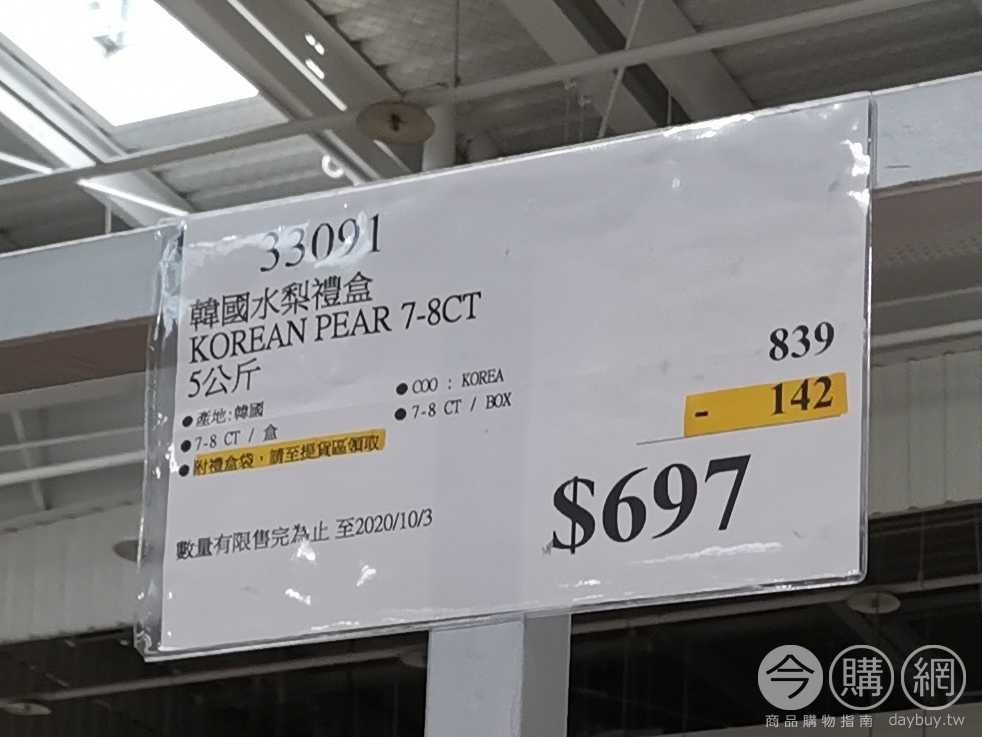 33091
韓國水梨禮盒
KOREAN PEAR 7-8CT
5公斤
●產地:韓國
●7-8 CT / 盒
●附禮盒袋，請至提貨區領取
●COO : KOREA
●7-8 CT / BOX
數量有限售完為止 至2020/10/3
839
- 142
$697
今購網
商品購物指南 daybuy.tw